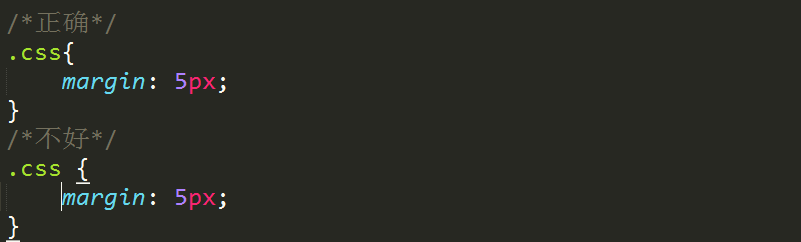 /*正确*/
.css{
    margin: 5px;
}
/*不好*/
.css {
    margin: 5px;
}